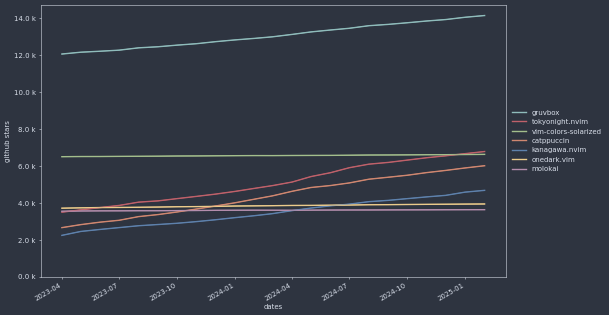 14.0 k
12.0 k
10.0 k
8.0 k
6.0 k
4.0 k
2.0 k
0.0 k
github stars
2023-04
2023-07
2023-10
2024-01
2024-04
2024-07
2024-10
2025-01
dates
gruvbox
tokyonight.nvim
vim-colors-solarized
catppuccin
kanagawa.nvim
onedark.vim
molokai